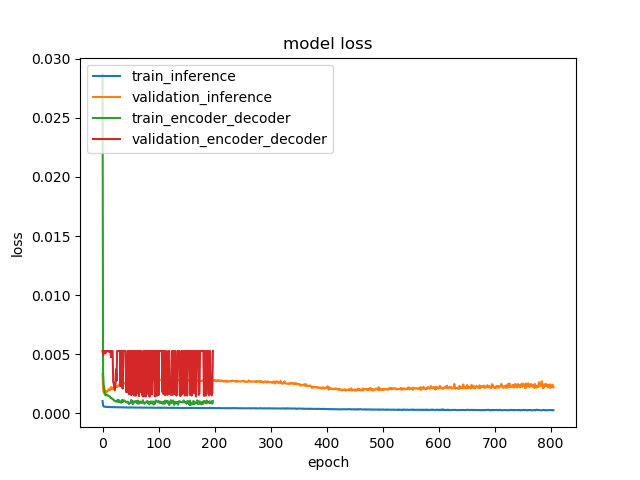 model loss
train_inference
validation_inference
train_encoder_decoder
validation_encoder_decoder
0.030
0.025
0.020
0.015
0.010
0.005
0.000
loss
0 100 200 300 400 500 600 700 800
epoch